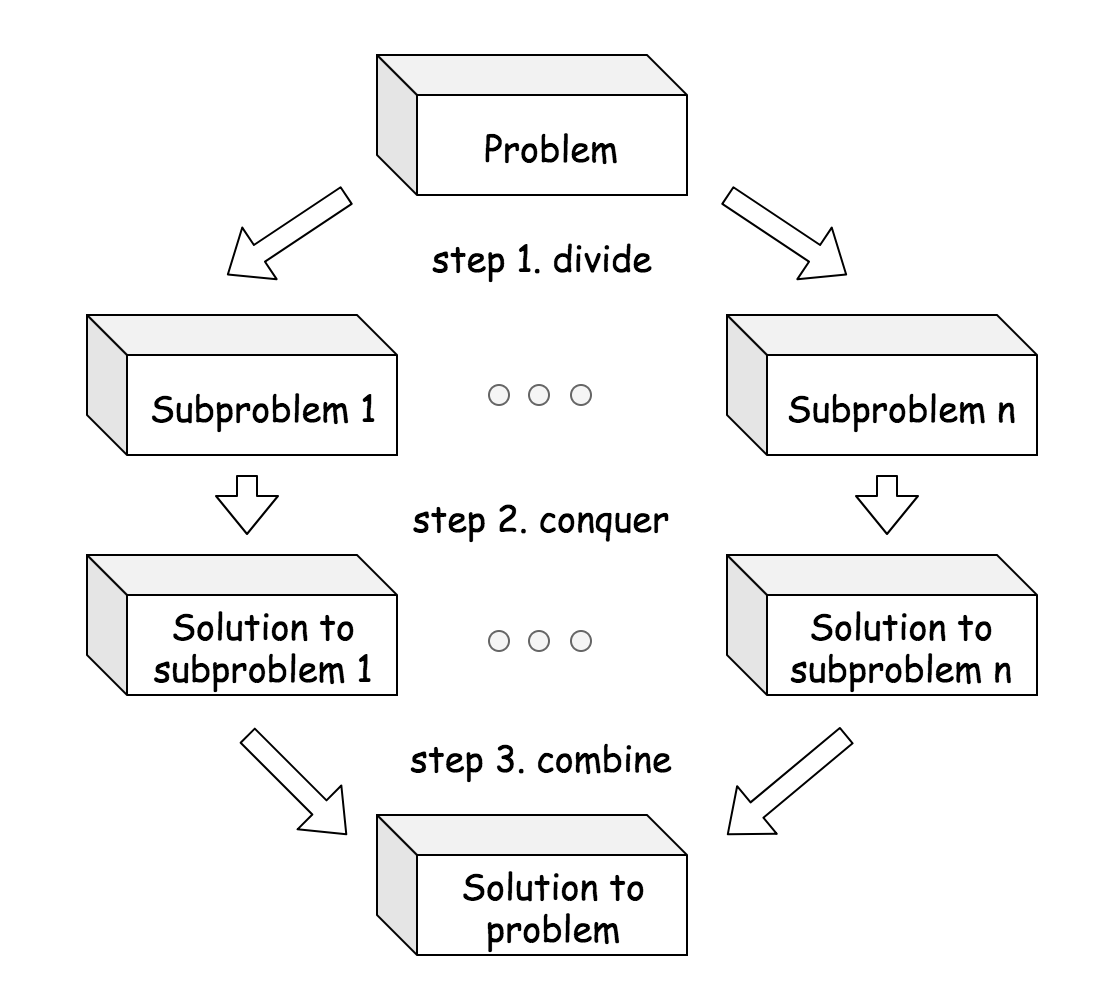 Problem
step 1. divide
Subproblem 1
Subproblem n
step 2. conquer
Solution to
subproblem 1
Solution to
subproblem n
step 3. combine
Solution to
problem